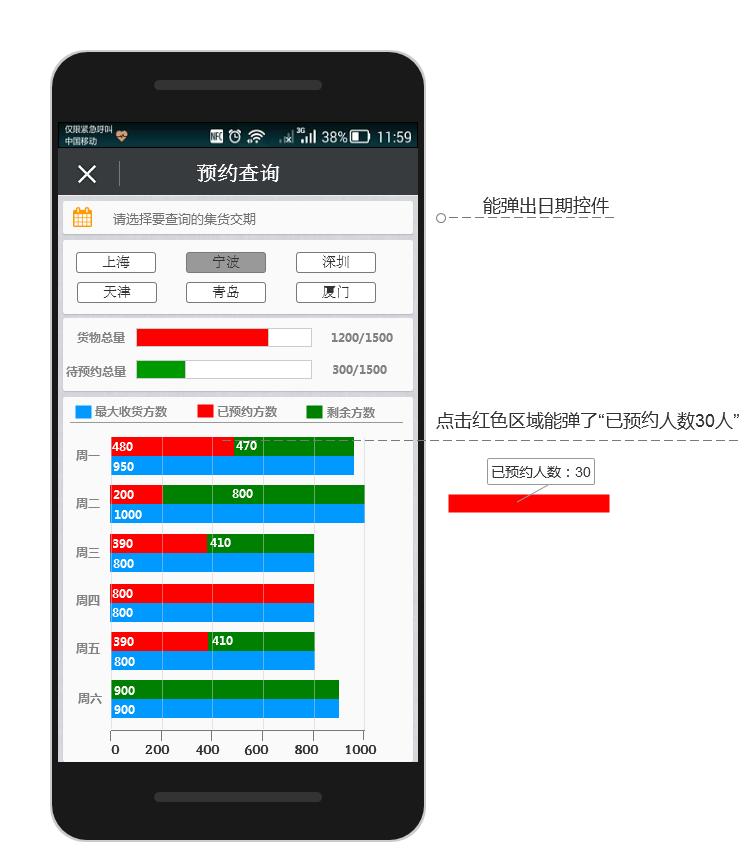 仅限紧急呼叫
中国移动
NFC
3G
38%
11:59
预约查询
请选择要查询的集货交期
能弹出日期控件
上海
宁波
深圳
天津
青岛
厦门
货物总量
1200/1500
待预约总量
300/1500
最大收货方数
已预约方数
剩余方数
点击红色区域能弹了“已预约人数30人”
已预约人数：30
周一
480
470
950
周二
200
800
1000
周三
390
410
800
周四
800
800
周五
390
410
800
周六
900
900
0
200
400
600
800
1000